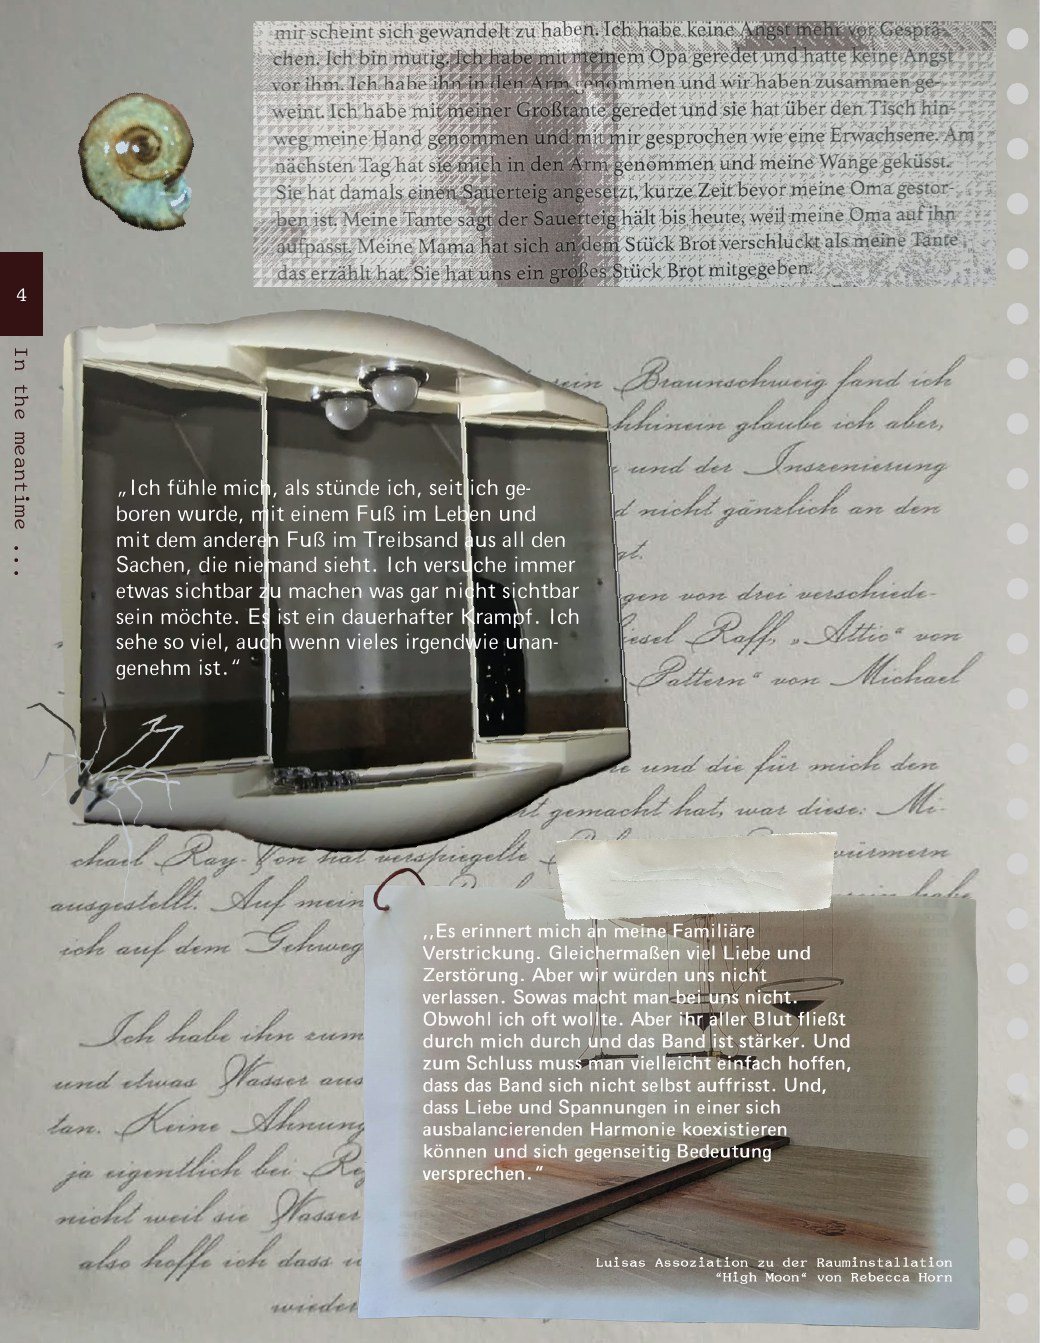 mir scheint sich gewandelt zu haben. Ich habe keine Angst mehr vor Gesprä-
chen. Ich bin mutig. Ich habe mit meinem Opa geredet und hatte keine Angst
vor ihm. Ich habe ihn in den Arm genommen und wir haben zusammen ge-
weint. Ich habe mit meiner Großtante geredet und sie hat über den Tisch hin-
weg meine Hand genommen und mit mir gesprochen wie eine Erwachsene. Am
nächsten Tag hat sie mich in den Arm genommen und meine Wange geküsst.
Sie hat damals einen Sauerteig angesetzt, kurze Zeit bevor meine Oma gestor-
ben ist. Meine Tante sagt der Sauerteig hält bis heute, weil meine Oma auf ihn
aufpasst. Meine Mama hat sich an dem Stück Brot verschluckt als meine Tante
das erzählt hat. Sie hat uns ein großes Stück Brot mitgegeben.
4
In the meantime ...
ein Braunschweig fand ich
hhinein glaube ich aber,
und der Inszenierung
d nicht gänzlich an den
gt.
gen von drei verschiede-
esel Raff, „Attic“ von
Pattern“ von Michael
„Ich fühle mich, als stünde ich, seit ich ge-
boren wurde, mit einem Fuß im Leben und
mit dem anderen Fuß im Treibsand aus all den
Sachen, die niemand sieht. Ich versuche immer
etwas sichtbar zu machen was gar nicht sichtbar
sein möchte. Es ist ein dauerhafter Krampf. Ich
sehe so viel, auch wenn vieles irgendwie unan-
genehm ist.“
und die für mich den
ht gemacht hat, war diese: Mi-
chael Ray-Von hat verspiegelte würmern
ausgestellt. Auf mein habe
ich auf dem Gehweg
Ich habe ihn zum
und etwas Wasser aus
tan. Keine Ahnung
ja eigentlich bei Reg
nicht weil sie Wasser
also hoffe ich dass
wieder
,,Es erinnert mich an meine Familiäre
Verstrickung. Gleichermaßen viel Liebe und
Zerstörung. Aber wir würden uns nicht
verlassen. Sowas macht man bei uns nicht.
Obwohl ich oft wollte. Aber ihr aller Blut fließt
durch mich durch und das Band ist stärker. Und
zum Schluss muss man vielleicht einfach hoffen,
dass das Band sich nicht selbst auffrisst. Und,
dass Liebe und Spannungen in einer sich
ausbalancierenden Harmonie koexistieren
können und sich gegenseitig Bedeutung
versprechen.“
Luisas Assoziation zu der Rauminstallation
“High Moon“ von Rebecca Horn